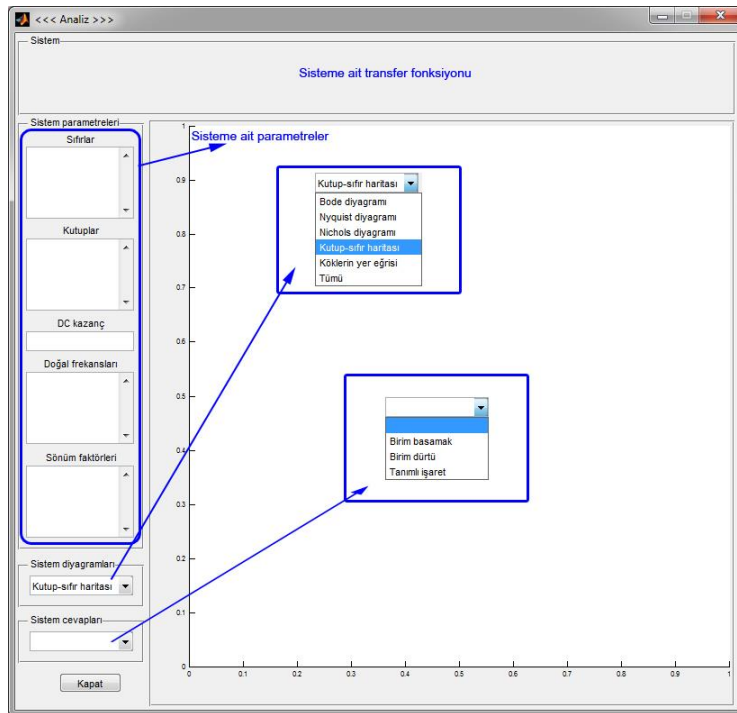 <<< Analiz >>>
Sistem
Sisteme ait transfer fonksiyonu
Sistem parametreleri
Sıfırlar
Kutuplar
DC kazanç
Doğal frekansları
Sönüm faktörleri
Sistem diyagramları
Kutup-sıfır haritası
Sistem cevapları
Kapat
Sisteme ait parametreler
Kutup-sıfır haritası
Bode diyagramı
Nyquist diyagramı
Nichols diyagramı
Kutup-sıfır haritası
Köklerin yer eğrisi
Tümü
Birim basamak
Birim dürtü
Tanımlı işaret
1
0.9
0.8
0.7
0.6
0.5
0.4
0.3
0.2
0.1
0
0 0.1 0.2 0.3 0.4 0.5 0.6 0.7 0.8 0.9 1